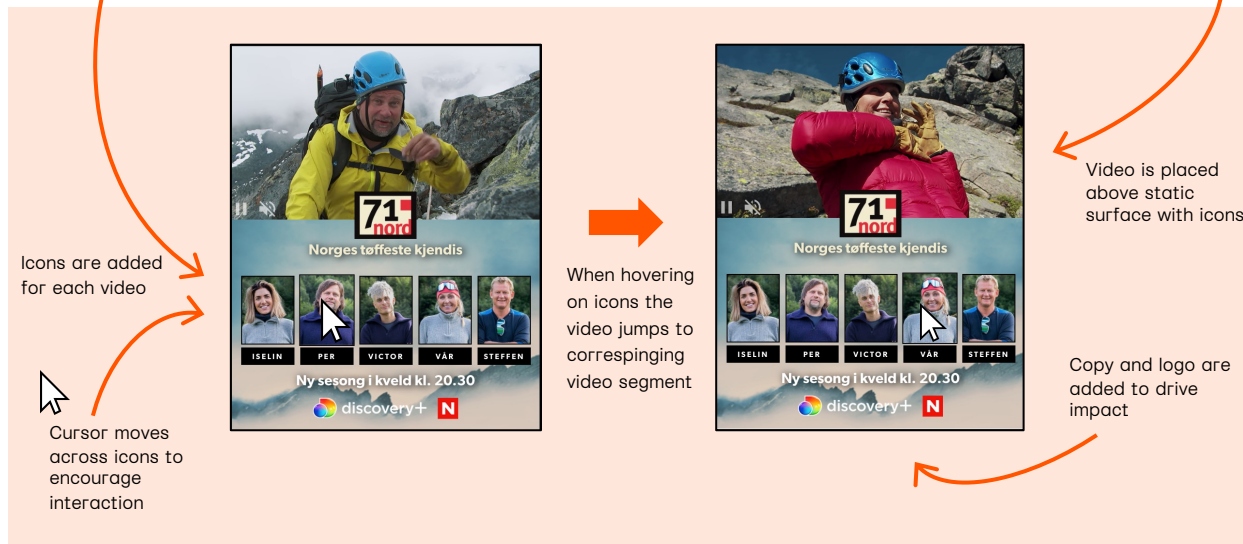 Icons are added
for each video
Cursor moves
across icons to
encourage
interaction
71
nord
Norges tøffeste kjendis
ISELIN
PER
VICTOR
VÅR
STEFFEN
Ny sesong i kveld kl. 20.30
discovery+
N
When hovering
on icons the
video jumps to
correspinging
video segment
71
nord
Norges tøffeste kjendis
ISELIN
PER
VICTOR
VÅR
STEFFEN
Ny sesong i kveld kl. 20.30
discovery+
N
Video is placed
above static
surface with icons
Copy and logo are
added to drive
impact